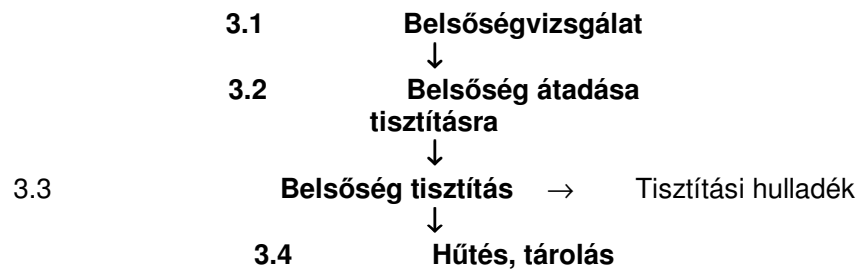 3.1 Belsőségvizsgálat
↓
3.2 Belsőség átadása
tisztításra
↓
3.3 Belsőség tisztítás → Tisztítási hulladék
↓
3.4 Hűtés, tárolás